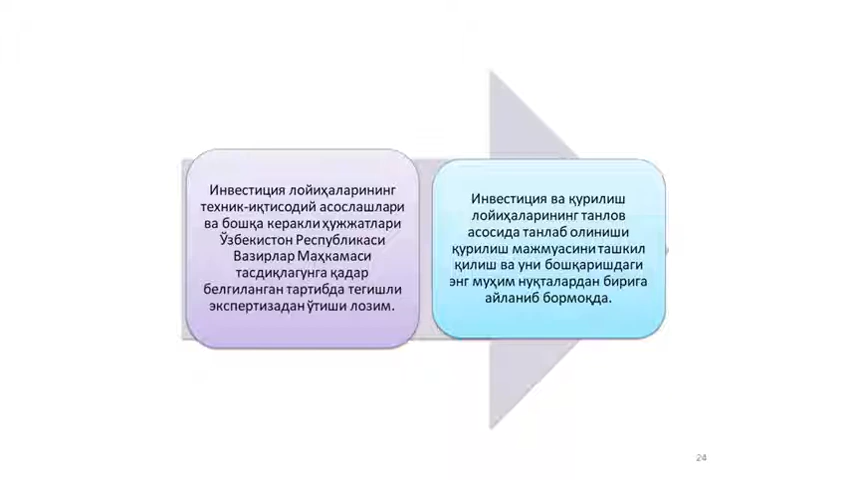 Инвестиция лойиҳаларининг
техник-иқтисодий асослашлари
ва бошқа керакли ҳужжатлари
Ўзбекистон Республикаси
Вазирлар Маҳкамаси
тасдиқлагунга қадар
белгиланган тартибда тегишли
экспертизадан ўтиши лозим.
Инвестиция ва қурилиш
лойиҳаларининг танлов
асосида танлаб олиниши
қурилиш мажмуасини ташкил
қилиш ва уни бошқаришдаги
энг муҳим нуқталардан бирига
айланиб бормоқда.
24